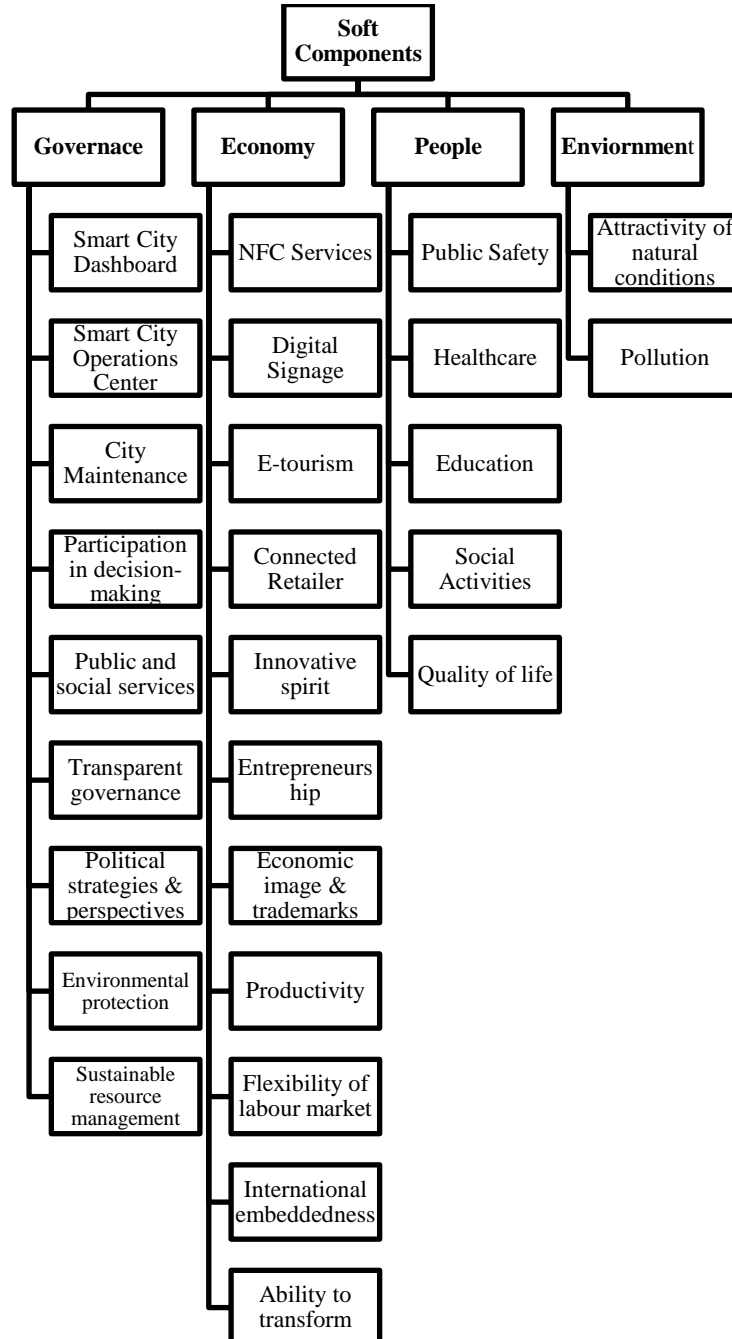 Soft
Components
Governace
Economy
People
Enviornment
Smart City
Dashboard
Smart City
Operations
Center
City
Maintenance
Participation
in decision-
making
Public and
social services
Transparent
governance
Political
strategies &
perspectives
Environmental
protection
Sustainable
resource
management
NFC Services
Digital
Signage
E-tourism
Connected
Retailer
Innovative
spirit
Entrepreneurs
hip
Economic
image &
trademarks
Productivity
Flexibility of
labour market
International
embeddedness
Ability to
transform
Public Safety
Healthcare
Education
Social
Activities
Quality of life
Attractivity of
natural
conditions
Pollution